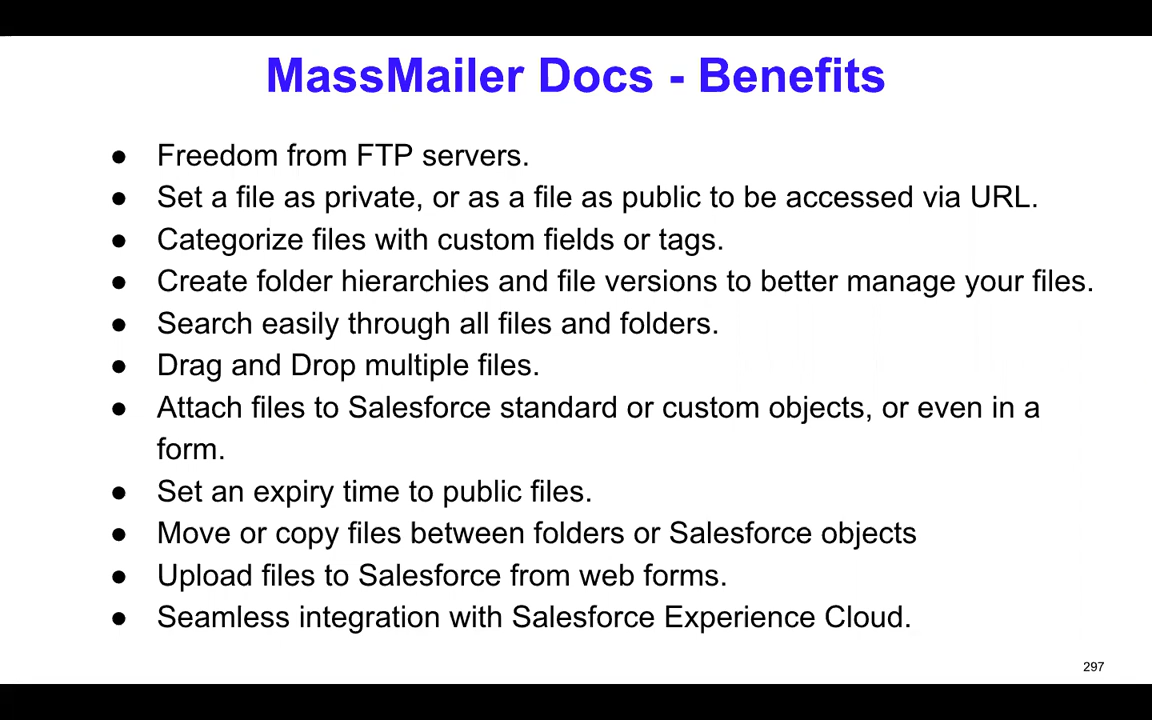 MassMailer Docs - Benefits
● Freedom from FTP servers.
● Set a file as private, or as a file as public to be accessed via URL.
● Categorize files with custom fields or tags.
● Create folder hierarchies and file versions to better manage your files.
● Search easily through all files and folders.
● Drag and Drop multiple files.
● Attach files to Salesforce standard or custom objects, or even in a
form.
● Set an expiry time to public files.
● Move or copy files between folders or Salesforce objects
● Upload files to Salesforce from web forms.
● Seamless integration with Salesforce Experience Cloud.
297